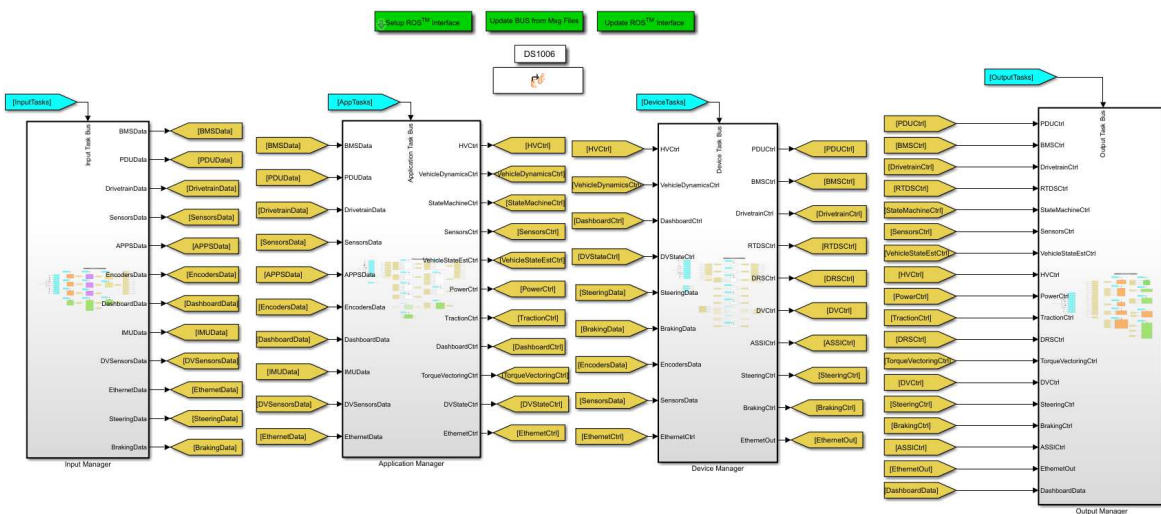 Setup ROS™ Interface
Update BUS from Msg Files
Update ROS™ Interface
DS1006
[InputTasks]
Input Task Bus
BMSData
[BMSData]
PDUData
[PDUData]
DrivetrainData
[DrivetrainData]
SensorsData
[SensorsData]
APPSData
[APPSData]
EncodersData
[EncodersData]
DashboardData
[DashboardData]
IMUData
[IMUData]
DVSensorsData
[DVSensorsData]
EthernetData
[EthernetData]
SteeringData
[SteeringData]
BrakingData
[BrakingData]
Input Manager
[AppTasks]
Application Task Bus
[BMSData]
BMSData
[PDUData]
PDUData
[DrivetrainData]
DrivetrainData
[SensorsData]
SensorsData
[APPSData]
APPSData
[EncodersData]
EncodersData
[DashboardData]
DashboardData
[IMUData]
IMUData
[DVSensorsData]
DVSensorsData
[EthernetData]
EthernetData
HVCtrl
[HVCtrl]
VehicleDynamicsCtrl
[VehicleDynamicsCtrl]
StateMachineCtrl
[StateMachineCtrl]
SensorsCtrl
[SensorsCtrl]
VehicleStateEstCtrl
[VehicleStateEstCtrl]
PowerCtrl
[PowerCtrl]
TractionCtrl
[TractionCtrl]
DashboardCtrl
[DashboardCtrl]
TorqueVectoringCtrl
[TorqueVectoringCtrl]
DVStateCtrl
[DVStateCtrl]
EthernetCtrl
[EthernetCtrl]
Application Manager
[DeviceTasks]
Device Task Bus
[HVCtrl]
HVCtrl
[VehicleDynamicsCtrl]
VehicleDynamicsCtrl
[DashboardCtrl]
DashboardCtrl
[DVStateCtrl]
DVStateCtrl
[SteeringData]
SteeringData
[BrakingData]
BrakingData
[EncodersData]
EncodersData
[SensorsData]
SensorsData
[EthernetCtrl]
EthernetCtrl
PDUCtrl
[PDUCtrl]
BMSCtrl
[BMSCtrl]
DrivetrainCtrl
[DrivetrainCtrl]
RTDSCtrl
[RTDSCtrl]
DRSCtrl
[DRSCtrl]
DVCtrl
[DVCtrl]
ASSICtrl
[ASSICtrl]
SteeringCtrl
[SteeringCtrl]
BrakingCtrl
[BrakingCtrl]
EthernetOut
[EthernetOut]
Device Manager
[OutputTasks]
Output Task Bus
[PDUCtrl]
PDUCtrl
[BMSCtrl]
BMSCtrl
[DrivetrainCtrl]
DrivetrainCtrl
[RTDSCtrl]
RTDSCtrl
[StateMachineCtrl]
StateMachineCtrl
[SensorsCtrl]
SensorsCtrl
[VehicleStateEstCtrl]
VehicleStateEstCtrl
[HVCtrl]
HVCtrl
[PowerCtrl]
PowerCtrl
[TractionCtrl]
TractionCtrl
[DRSCtrl]
DRSCtrl
[TorqueVectoringCtrl]
TorqueVectoringCtrl
[DVCtrl]
DVCtrl
[SteeringCtrl]
SteeringCtrl
[BrakingCtrl]
BrakingCtrl
[ASSICtrl]
ASSICtrl
[EthernetOut]
EthernetOut
[DashboardData]
DashboardData
Output Manager